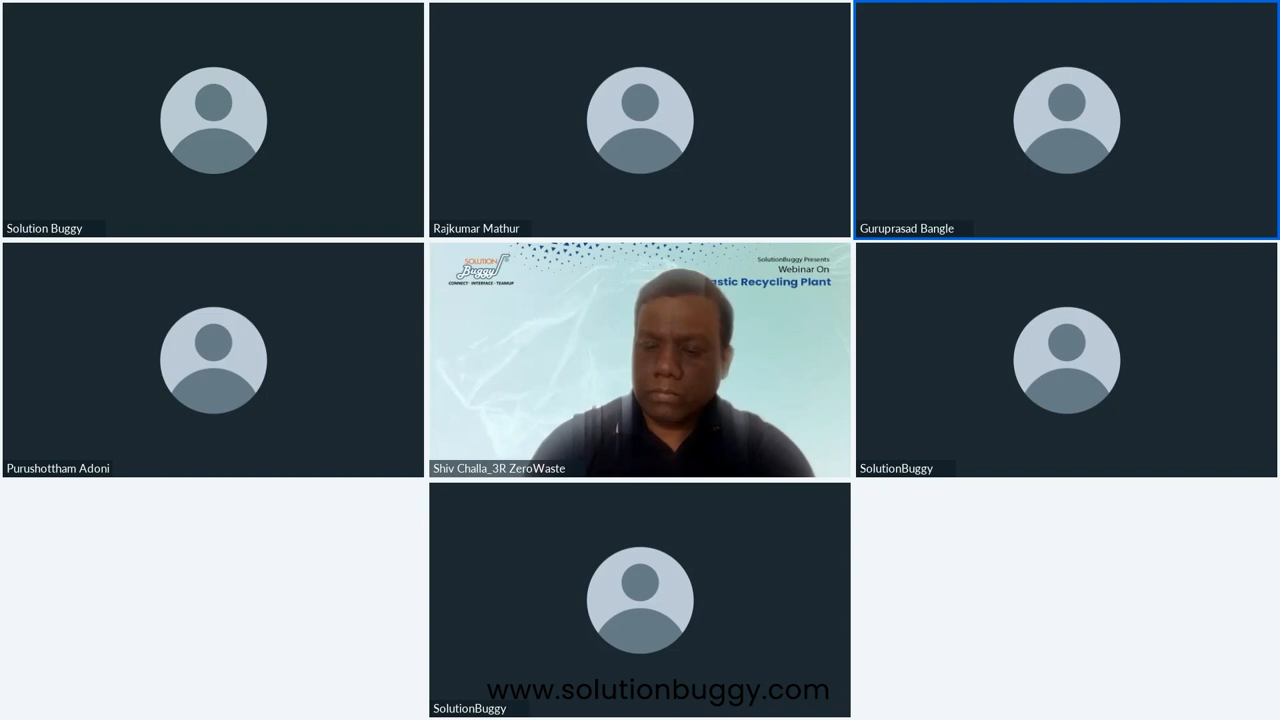 Solution Buggy
Rajkumar Mathur
Guruprasad Bangle
SOLUTION
Buggy
CONNECT · INTERFACE · TEAMUP
SolutionBuggy Presents
Webinar On
astic Recycling Plant
Purushottham Adoni
Shiv Challa_3R ZeroWaste
SolutionBuggy
www.solutionbuggy.com
SolutionBuggy